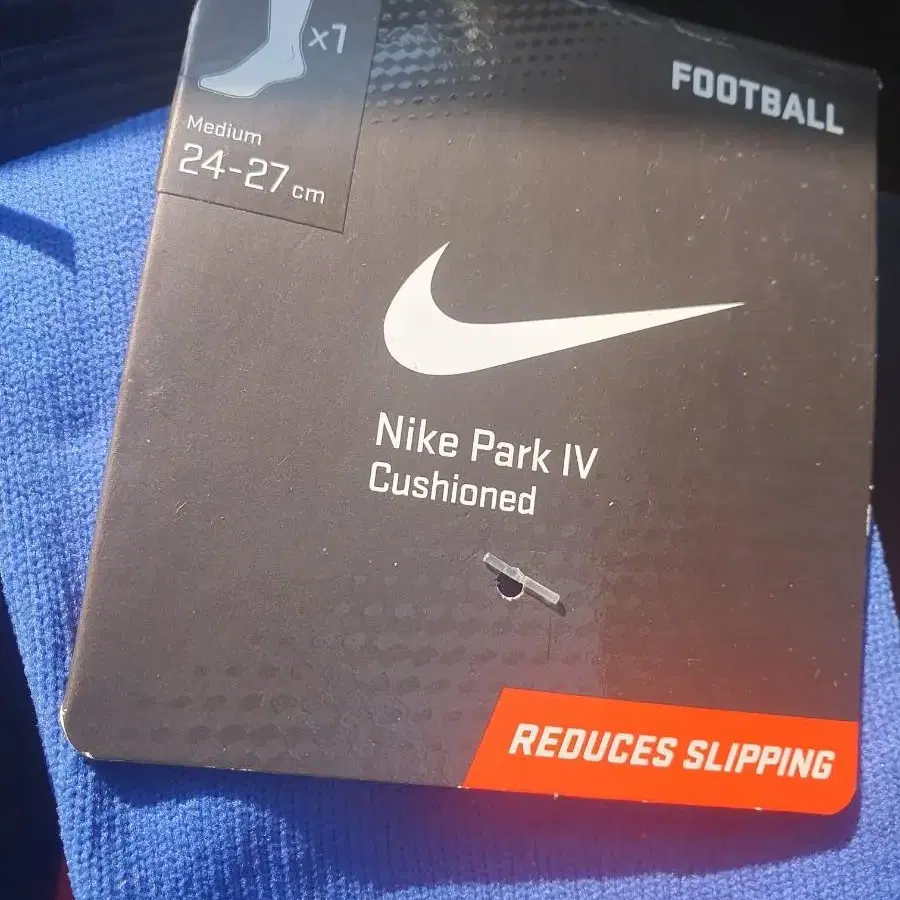 x1
FOOTBALL
Medium
24-27 cm
Nike Park IV
Cushioned
REDUCES SLIPPING